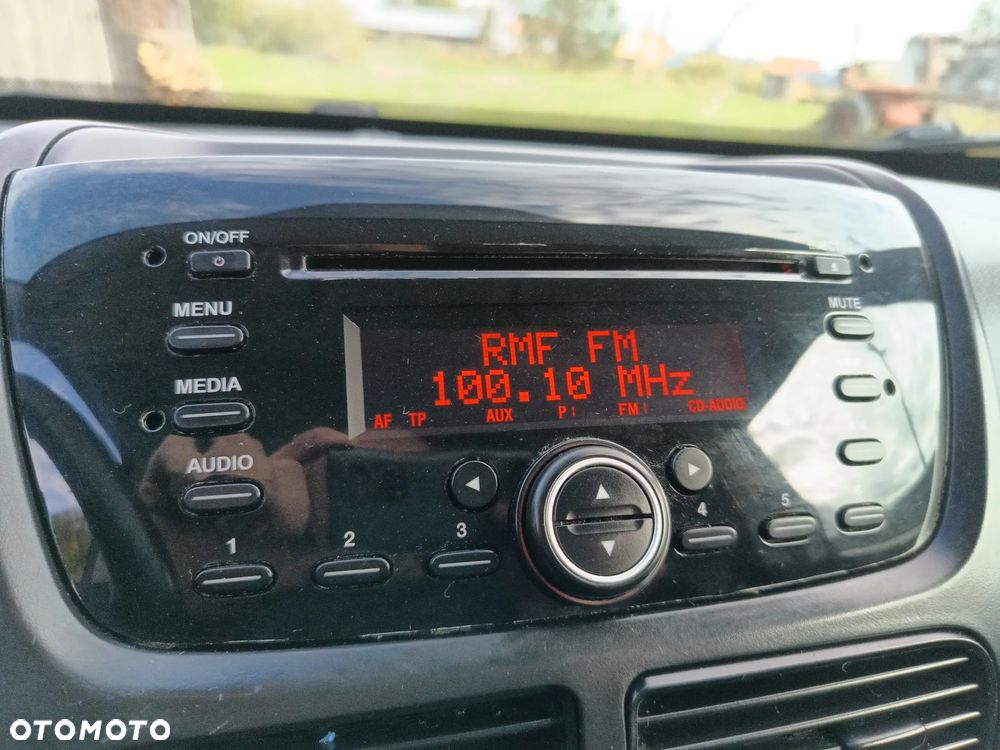 ON/OFF
MENU
MUTE
RMF FM
100.10 MHz
AF TP AUX P FM CD-AUDIO
MEDIA
AUDIO
1 2 3 4 5
OTOMOTO